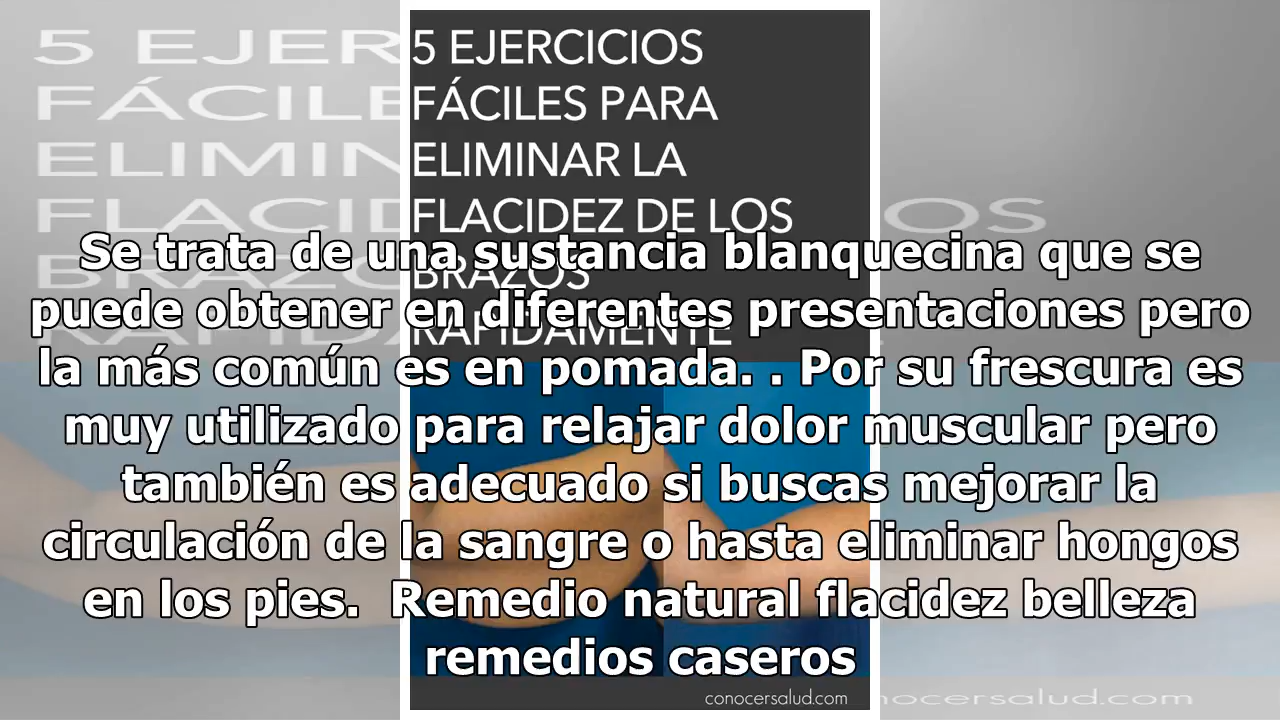 5 EJERCICIOS
FÁCILES PARA
ELIMINAR LA
FLACIDEZ DE LOS
BRAZOS
RAPIDAMENTE
Se trata de una sustancia blanquecina que se
puede obtener en diferentes presentaciones pero
la más común es en pomada. . Por su frescura es
muy utilizado para relajar dolor muscular pero
también es adecuado si buscas mejorar la
circulación de la sangre o hasta eliminar hongos
en los pies.  Remedio natural flacidez belleza
remedios caseros
conocersalud.com